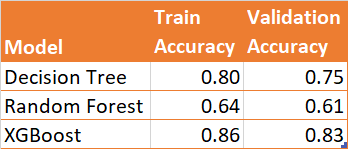 Model Train Accuracy Validation Accuracy
Decision Tree 0.80 0.75
Random Forest 0.64 0.61
XGBoost 0.86 0.83